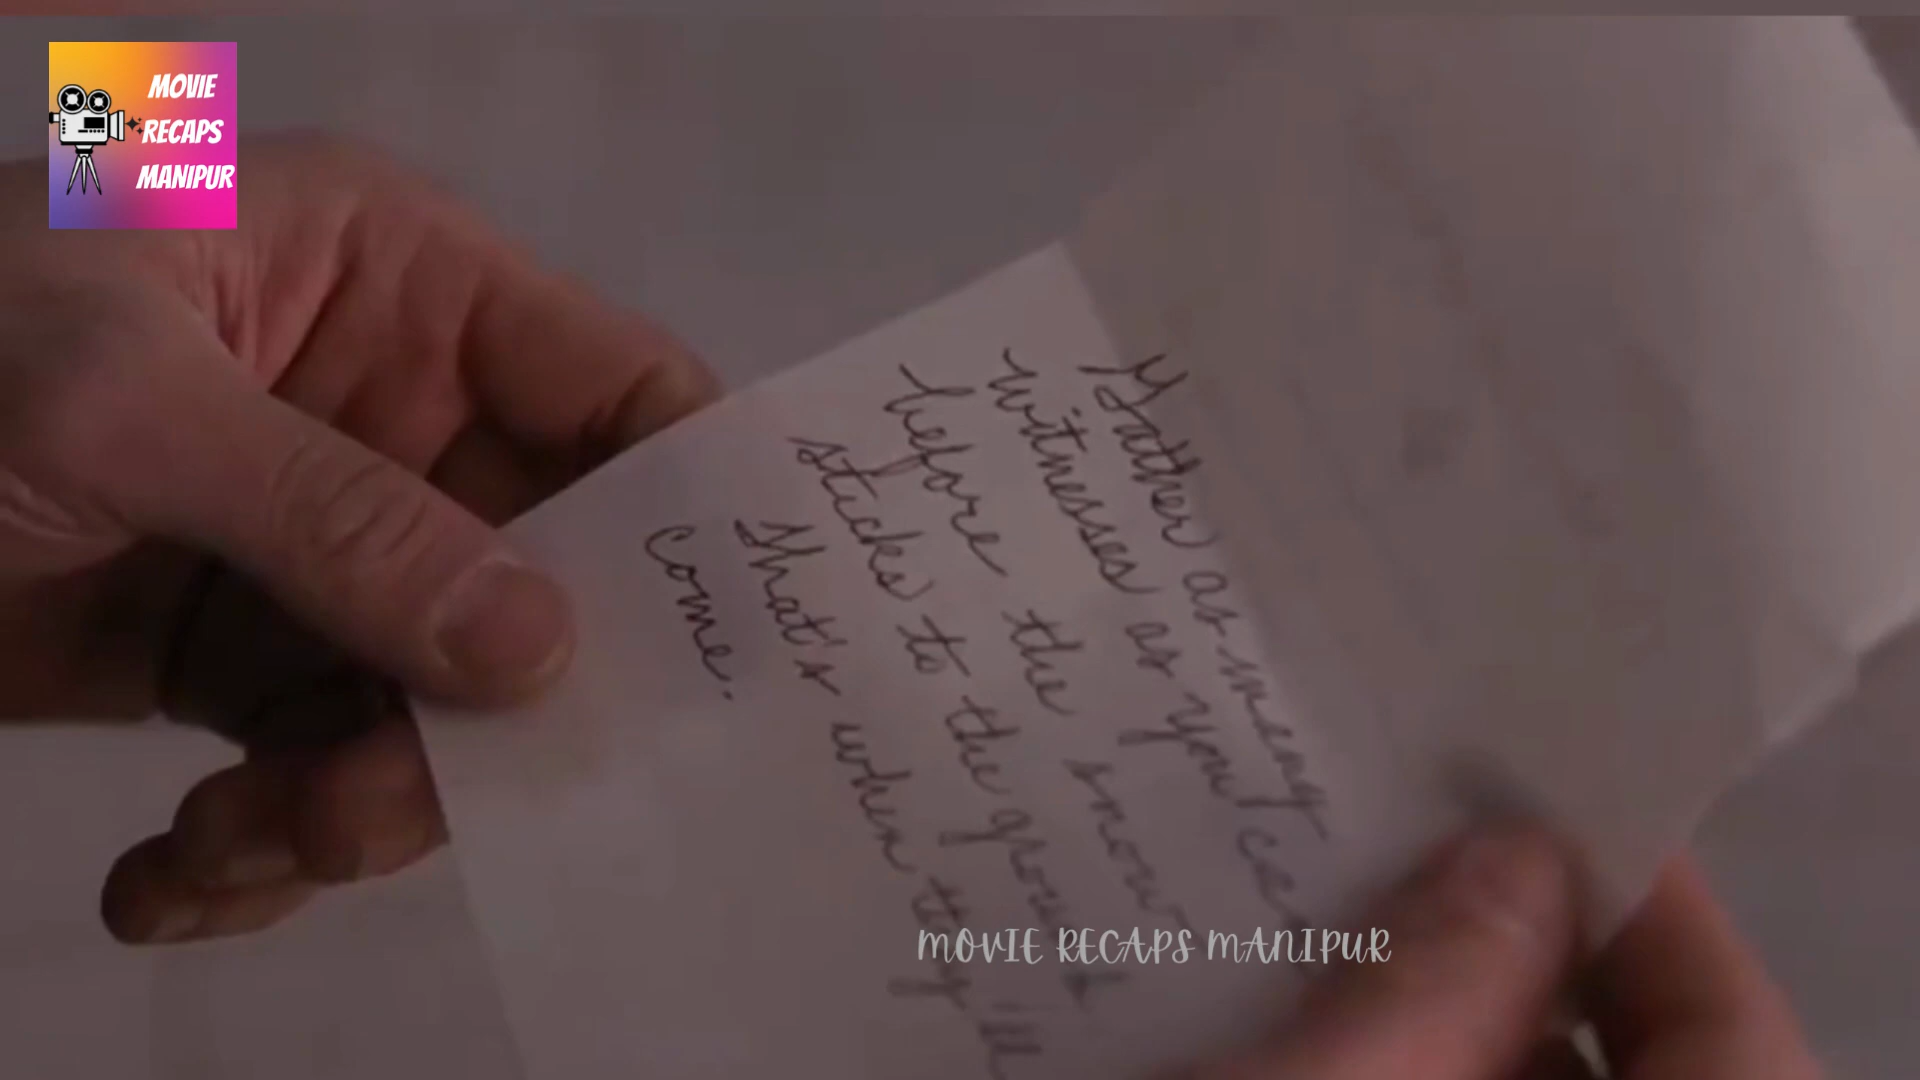 MOVIE
RECAPS
MANIPUR
Gather as many
witnesses as you can
before the snow
sticks to the ground
That's when they'll
come.
MOVIE RECAPS MANIPUR